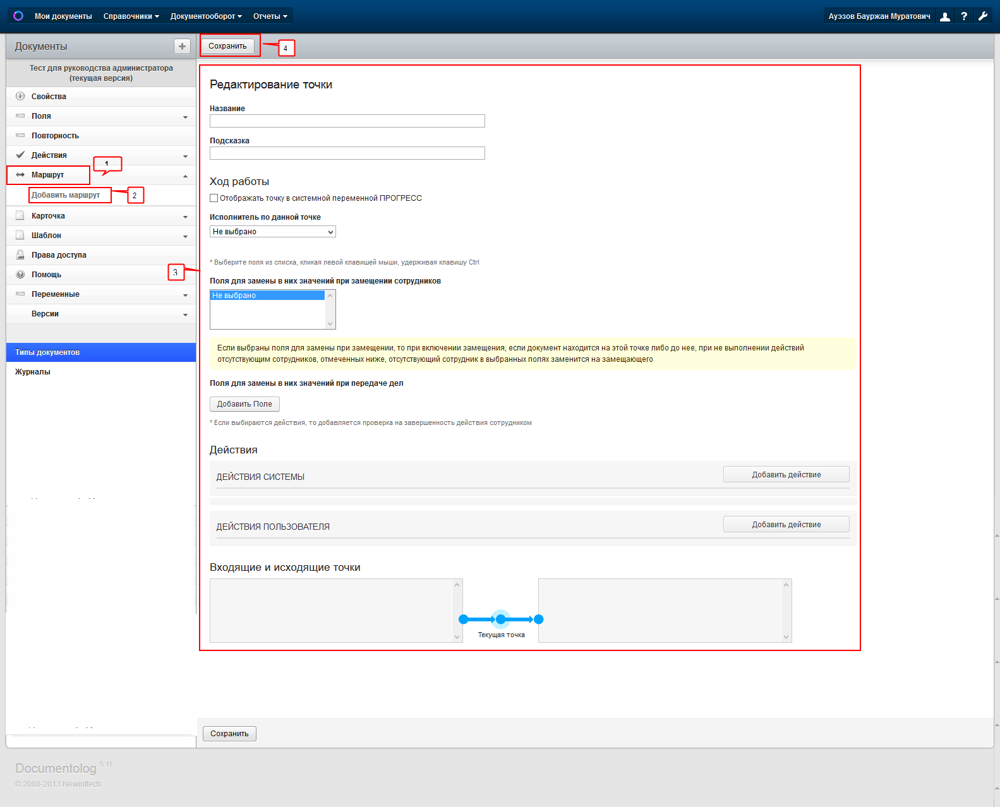 Мои документы Справочники Документооборот Отчеты Ауэзов Бауржан Муратович ?
Документы + Сохранить 4
Тест для руководства администратора
(текущая версия)
Свойства
Поля
Повторность
Действия
1
Маршрут
Добавить маршрут 2
Карточка
Шаблон
Права доступа
Помощь
3
Переменные
Версии
Типы документов
Журналы
Редактирование точки
Название
Подсказка
Ход работы
Отображать точку в системной переменной ПРОГРЕСС
Исполнитель по данной точке
Не выбрано
* Выберите поля из списка, кликая левой клавишей мыши, удерживая клавишу Ctrl
Поля для замены в них значений при замещении сотрудников
Не выбрано
Если выбраны поля для замены при замещении, то при включении замещения, если документ находится на этой точке либо до нее, при не выполнении действий
отсутствующим сотрудников, отмеченных ниже, отсутствующий сотрудник в выбранных полях заменится на замещающего
Поля для замены в них значений при передаче дел
Добавить Поле
* Если выбираются действия, то добавляется проверка на завершенность действия сотрудником
Действия
ДЕЙСТВИЯ СИСТЕМЫ Добавить действие
ДЕЙСТВИЯ ПОЛЬЗОВАТЕЛЯ Добавить действие
Входящие и исходящие точки
Текущая точка
Сохранить
Documentolog 5.11
© 2008-2013 Newinttech